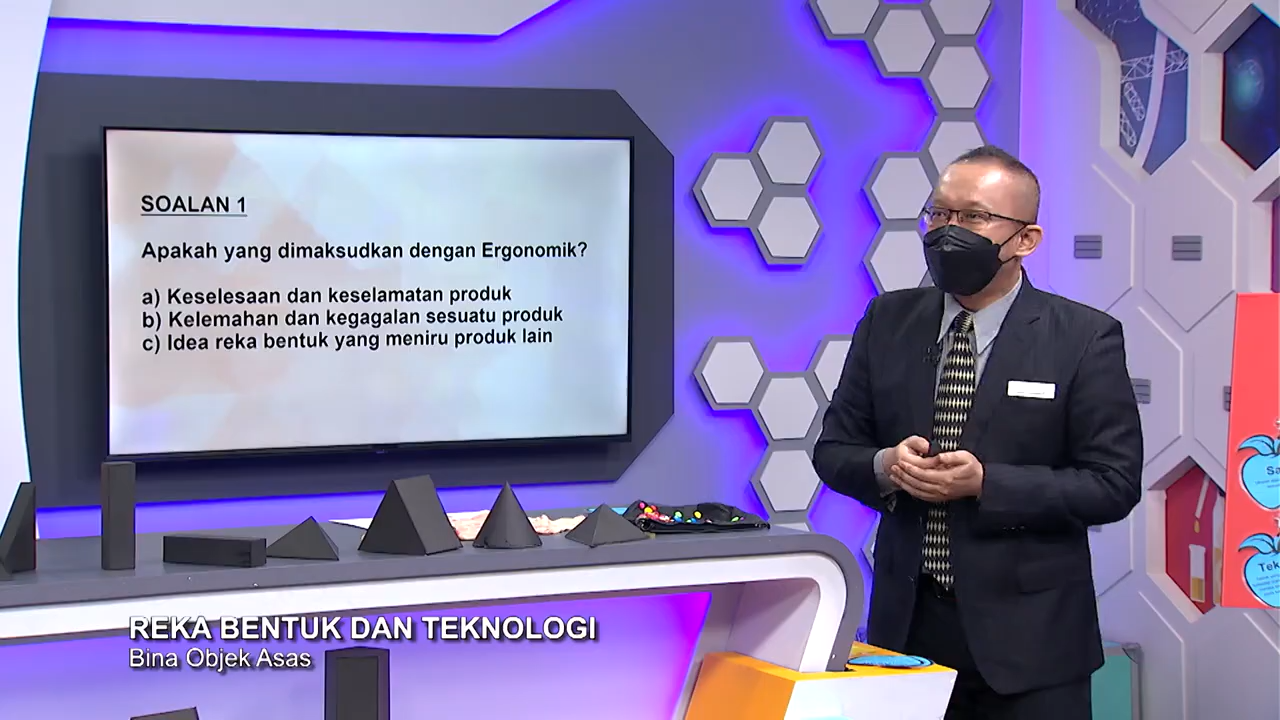 SOALAN 1
Apakah yang dimaksudkan dengan Ergonomik?
a) Keselesaan dan keselamatan produk
b) Kelemahan dan kegagalan sesuatu produk
c) Idea reka bentuk yang meniru produk lain
REKA BENTUK DAN TEKNOLOGI
Bina Objek Asas